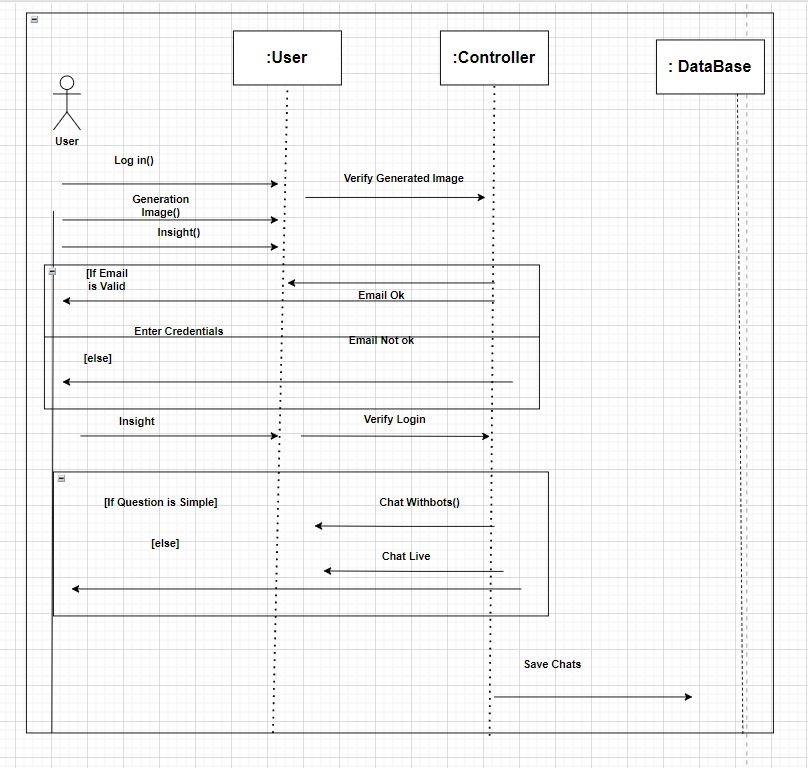 :User
:Controller
: DataBase
User
Log in()
Verify Generated Image
Generation
Image()
Insight()
[If Email
is Valid
Email Ok
Enter Credentials
Email Not ok
[else]
Insight
Verify Login
[If Question is Simple]
Chat Withbots()
[else]
Chat Live
Save Chats